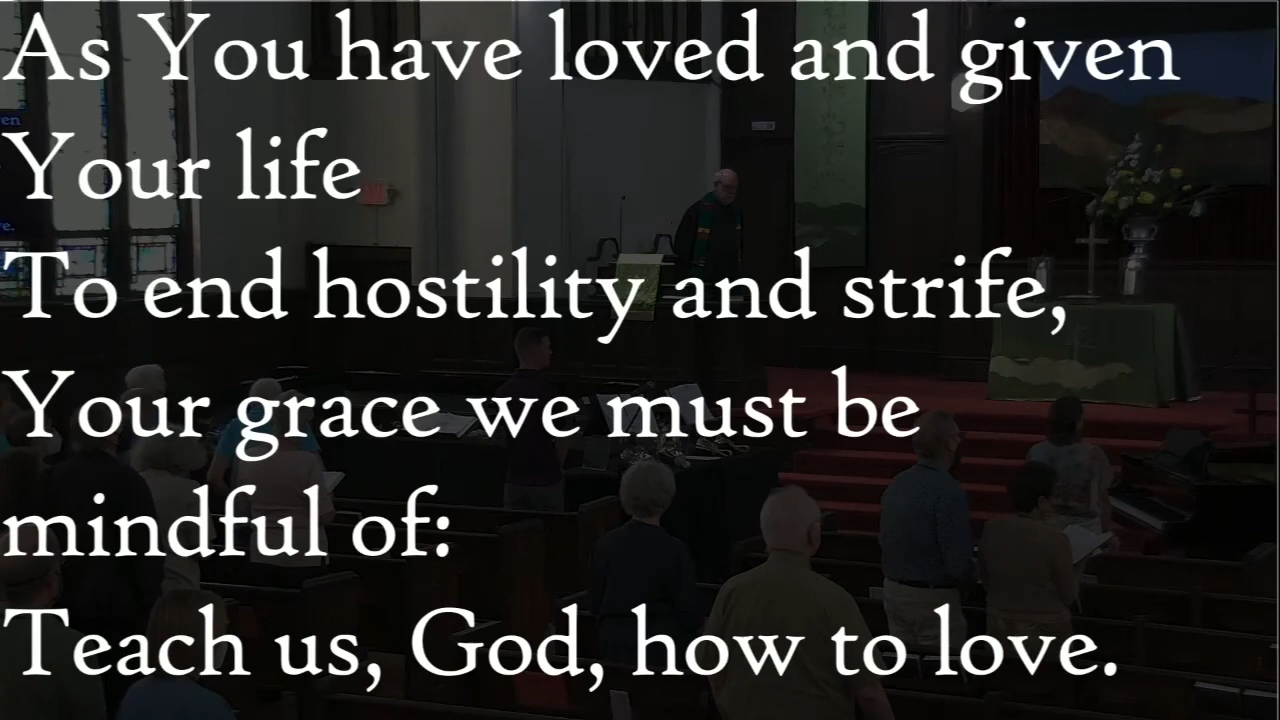 As You have loved and given
Your life
To end hostility and strife,
Your grace we must be
mindful of:
Teach us, God, how to love.
en
e.